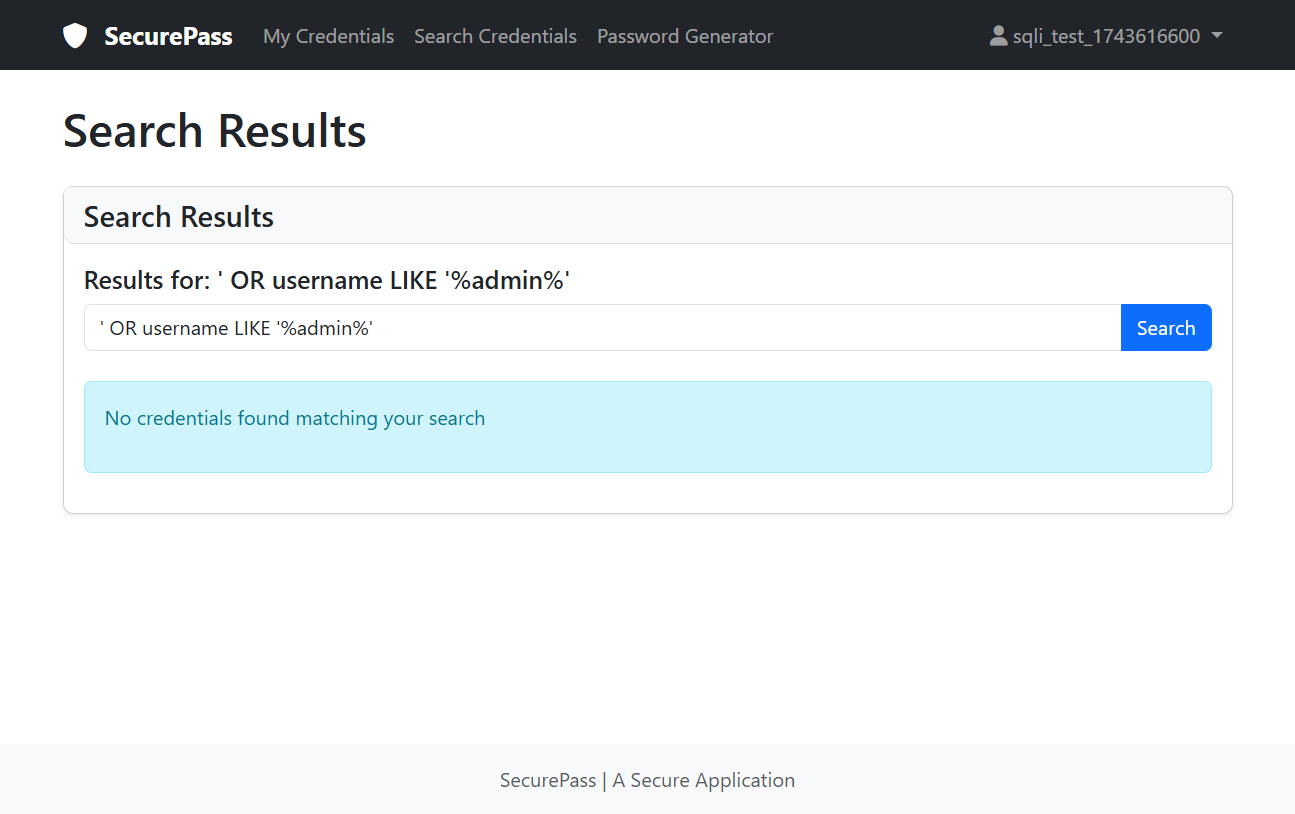 SecurePass My Credentials Search Credentials Password Generator sqli_test_1743616600
Search Results
Search Results
Results for: ' OR username LIKE '%admin%'
' OR username LIKE '%admin%' Search
No credentials found matching your search
SecurePass | A Secure Application